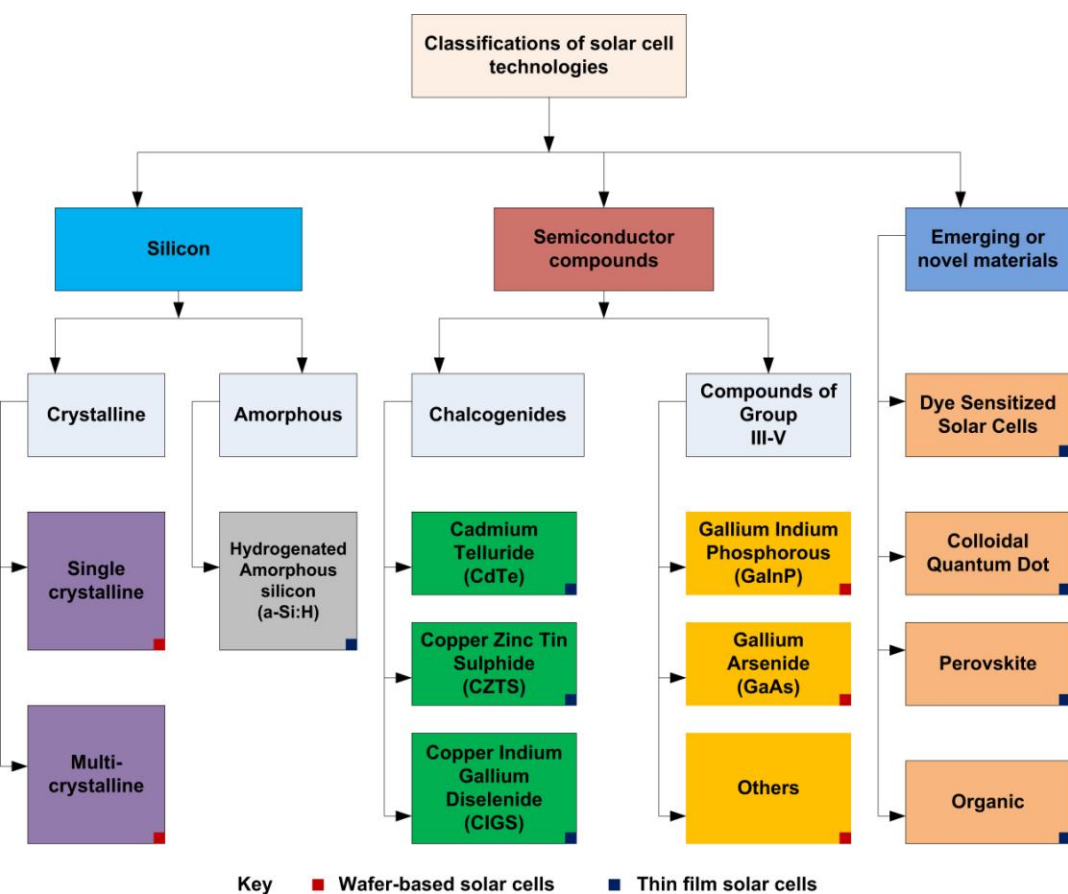 Classifications of solar cell
technologies
Silicon
Semiconductor
compounds
Emerging or
novel materials
Crystalline
Amorphous
Chalcogenides
Compounds of
Group
III-V
Dye Sensitized
Solar Cells
Single
crystalline
Hydrogenated
Amorphous
silicon
(a-Si:H)
Cadmium
Telluride
(CdTe)
Gallium Indium
Phosphorous
(GaInP)
Colloidal
Quantum Dot
Copper Zinc Tin
Sulphide
(CZTS)
Gallium
Arsenide
(GaAs)
Perovskite
Multi-
crystalline
Copper Indium
Gallium
Diselenide
(CIGS)
Others
Organic
Key
Wafer-based solar cells
Thin film solar cells